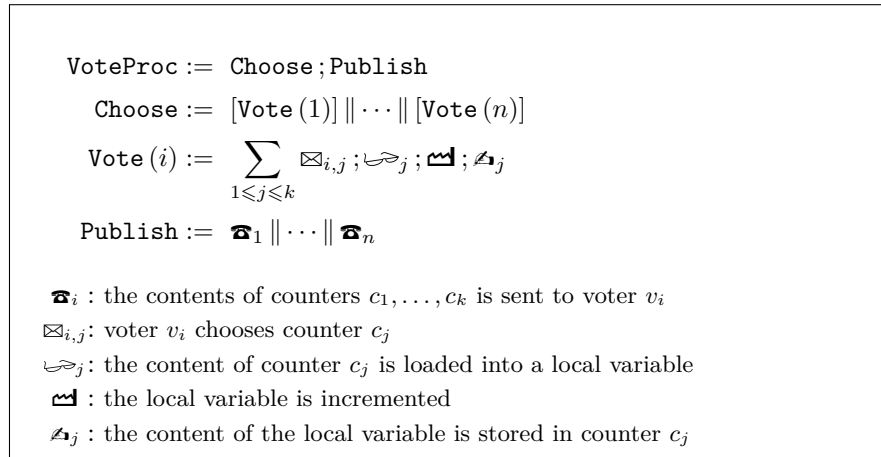 VoteProc := Choose ; Publish
Choose := [Vote (1)] ∥ ··· ∥ [Vote (n)]
Vote (i) := ∑_{1⩽j⩽k} ✉_{i,j} ; 👓_j ; 🏭 ; ✍_j
Publish := ☎_1 ∥ ··· ∥ ☎_n
☎_i : the contents of counters c_1, . . . , c_k is sent to voter v_i
✉_{i,j}: voter v_i chooses counter c_j
👓_j: the content of counter c_j is loaded into a local variable
🏭 : the local variable is incremented
✍_j : the content of the local variable is stored in counter c_j